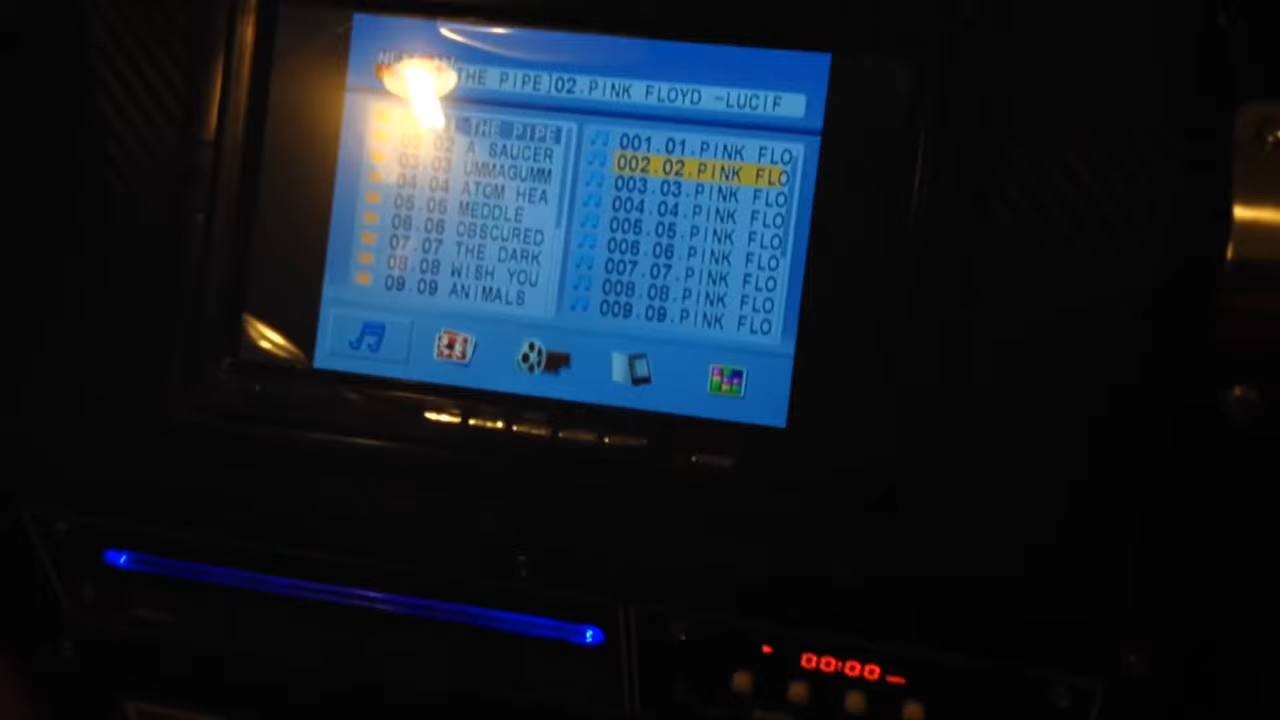 THE PIPE]02.PINK FLOYD -LUCIF
THE PIPE
02 A SAUCER
03.03 UMMAGUMM
04.04 ATOM HEA
05.05 MEDDLE
06.06 OBSCURED
07.07 THE DARK
08.08 WISH YOU
09.09 ANIMALS
001.01.PINK FLO
002.02.PINK FLO
003.03.PINK FLO
004.04.PINK FLO
005.05.PINK FLO
006.06.PINK FLO
007.07.PINK FLO
008.08.PINK FLO
009.09.PINK FLO
00:00